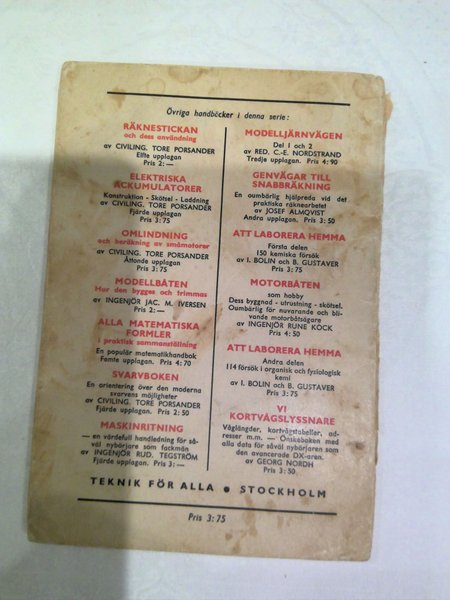 Övriga handböcker i denna serie:
RÄKNESTICKAN
och dess användning
av CIVILING. TORE PORSANDER
Elfte upplagan
Pris 2:—
ELEKTRISKA
ACKUMULATORER
Konstruktion - Skötsel - Laddning
av CIVILING. TORE PORSANDER
Fjärde upplagan
Pris 3:75
OMLINDNING
och beräkning av småmotorer
av CIVILING. TORE PORSANDER
Åttonde upplagan
Pris 3:75
MODELLBÅTEN
Hur den bygges och trimmas
av INGENJÖR JAC. M. IVERSEN
Pris 2:—
ALLA MATEMATISKA
FORMLER
i praktisk sammanställning
En populär matematikhandbok
Femte upplagan. Pris 4:70
SVARVBOKEN
En orientering över den moderna
svarvens möjligheter
av CIVILING. TORE PORSANDER
Fjärde upplagan. Pris 2:50
MASKINRITNING
— en värdefull handledning för så-
väl nybörjare som fackmän
av INGENJÖR RUD. TEGSTRÖM
Fjärde upplagan. Pris 3:—
MODELLJÄRNVÄGEN
Del 1 och 2
av RED. C.-E. NORDSTRAND
Tredje upplagan. Pris 4:90
GENVÄGAR TILL
SNABBRÄKNING
En oumbärlig hjälpreda vid det
praktiska räknearbetet
av JOSEF ALMQVIST
Andra upplagan. Pris 3:50
ATT LABORERA HEMMA
Första delen
150 kemiska försök
av I. BOLIN och B. GUSTAVER
Pris 3:75
MOTORBÅTEN
som hobby
Dess byggnad - utrustning - skötsel.
Oumbärlig för nuvarande och bli-
vande motorbåtsägare
av INGENJÖR RUNE KOCK
Pris 4:50
ATT LABORERA HEMMA
Andra delen
114 försök i organisk och fysiologisk
kemi
av I. BOLIN och B. GUSTAVER
Pris 3:75
VI
KORTVÅGSLYSSNARE
Våglängder, kortvågstabeller, ad-
resser m.m. — Önskeboken med
alla data för såväl nybörjaren som
den avancerade DX-aren.
av GEORG NORDH
Pris 3:50
TEKNIK FÖR ALLA ● STOCKHOLM
Pris 3:75